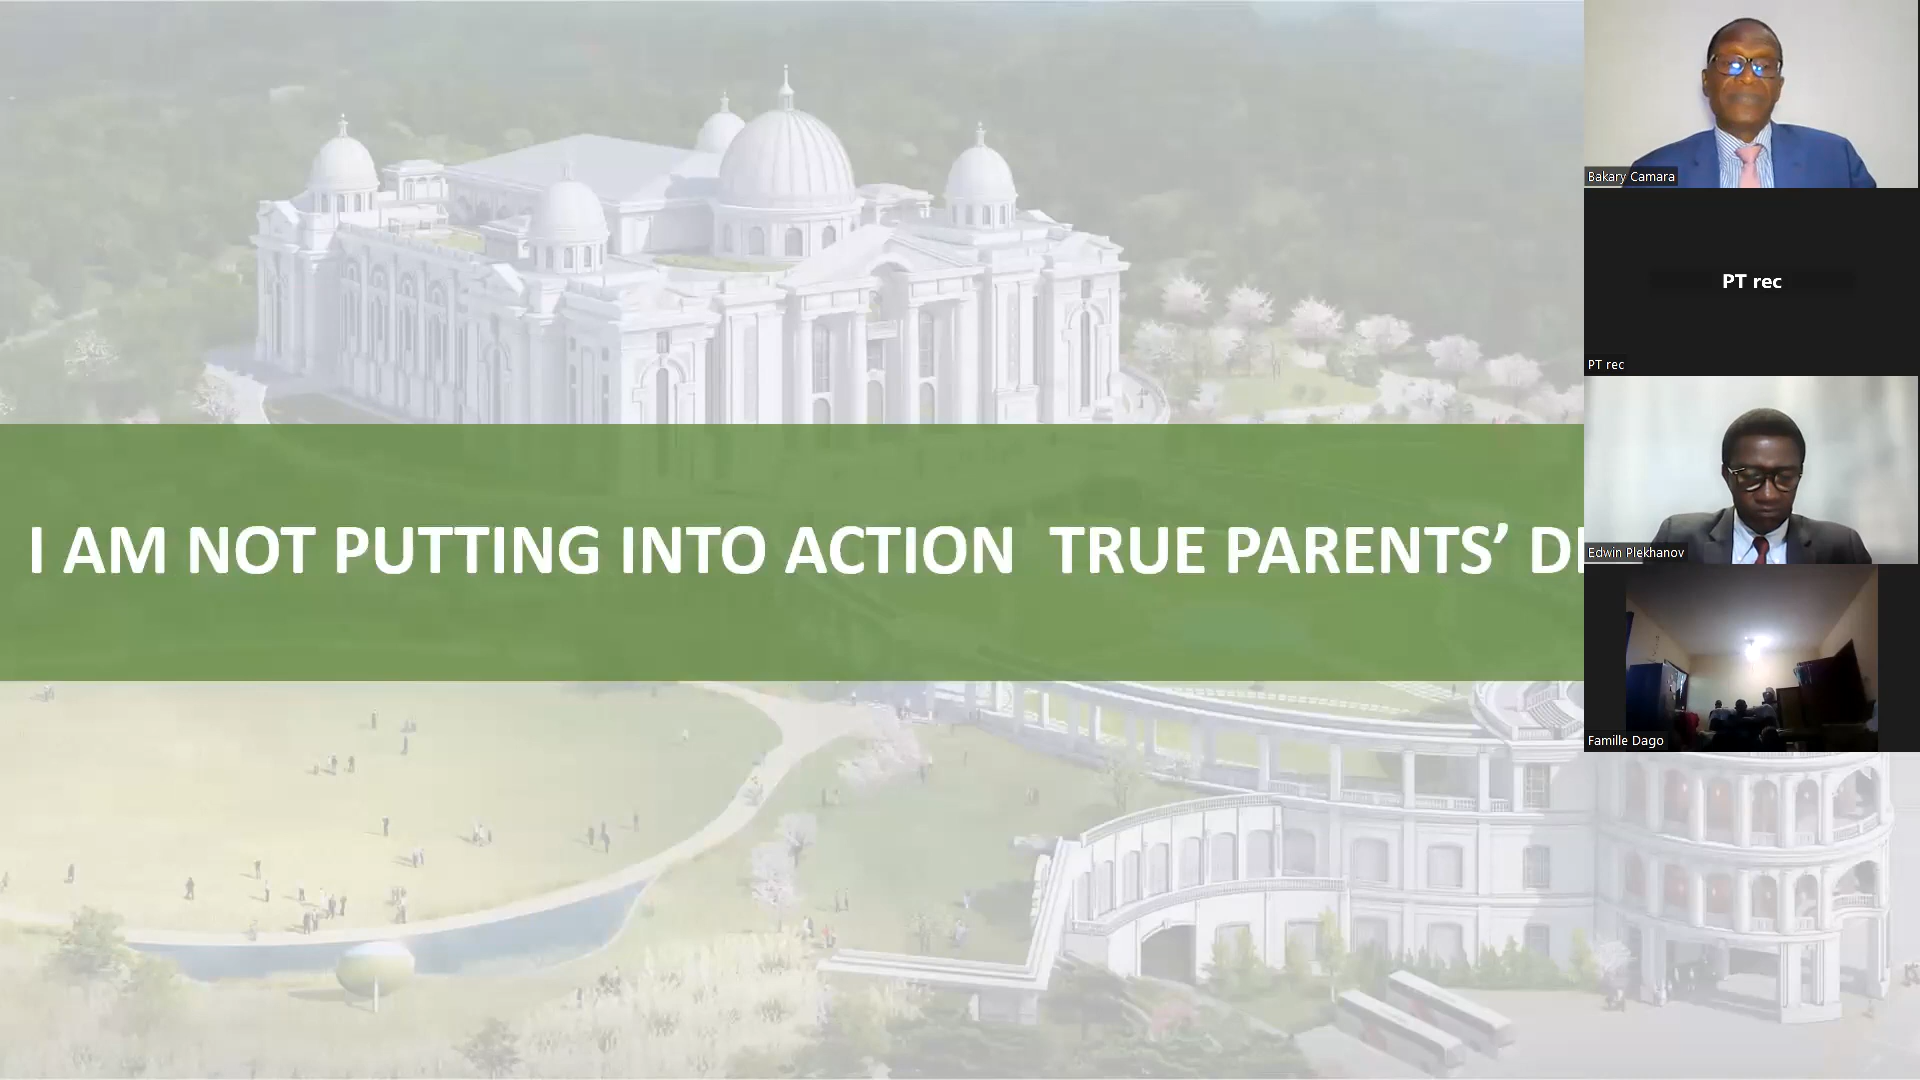 I AM NOT PUTTING INTO ACTION TRUE PARENTS’
Bakary Camara
PT rec
PT rec
Edwin Plekhanov
Famille Dago